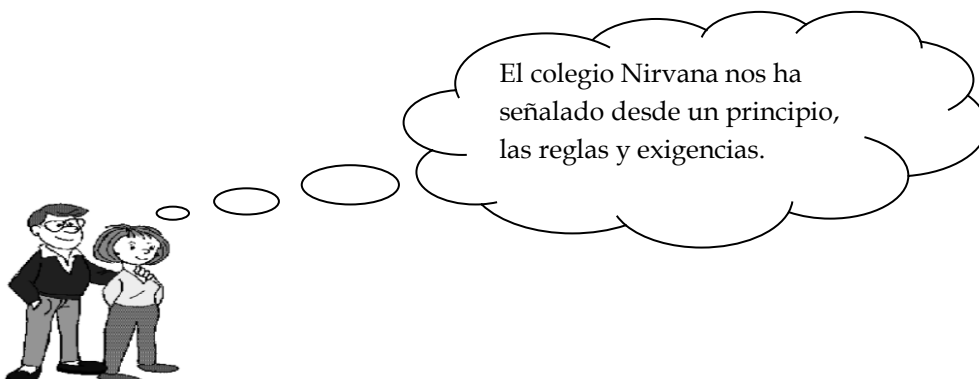 El colegio Nirvana nos ha
señalado desde un principio,
las reglas y exigencias.